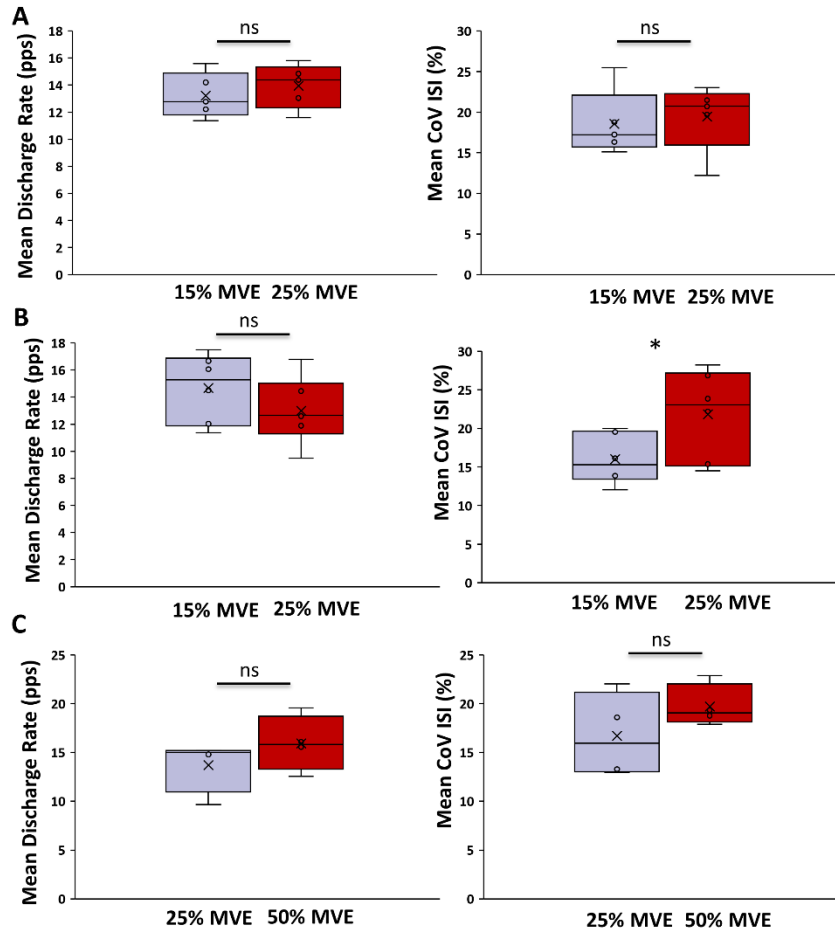 A
ns
Mean Discharge Rate (pps)
18
16
14
12
10
8
6
4
2
0
15% MVE 25% MVE
ns
Mean CoV ISI (%)
30
25
20
15
10
5
0
15% MVE 25% MVE
B
ns
Mean Discharge Rate (pps)
18
16
14
12
10
8
6
4
2
0
15% MVE 25% MVE
*
Mean CoV ISI (%)
30
25
20
15
10
5
0
15% MVE 25% MVE
C
ns
Mean Discharge Rate (pps)
25
20
15
10
5
0
25% MVE 50% MVE
ns
Mean CoV ISI (%)
25
20
15
10
5
0
25% MVE 50% MVE